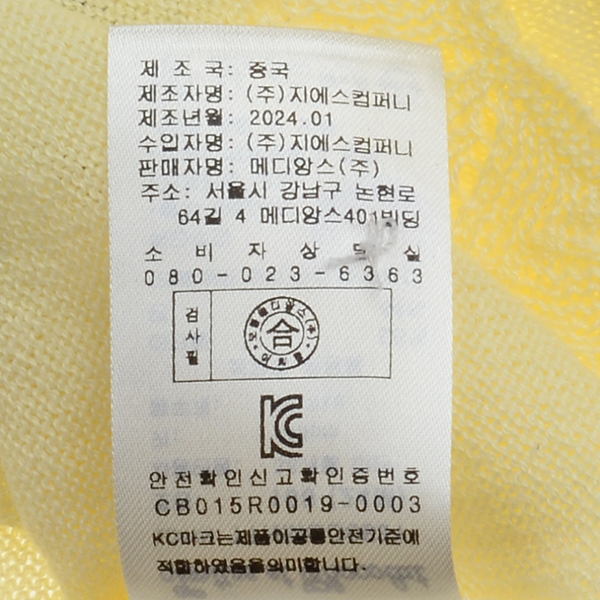 제 조 국: 중국
제조자명: (주)지에스컴퍼니
제조년월: 2024.01
수입자명: (주)지에스컴퍼니
판매자명: 메디앙스(주)
주소: 서울시 강남구 논현로
64길 4 메디앙스401빌딩
소 비 자 상 담 실
080-023-6363
검사필
合
KC
안전확인신고확인증번호
CB015R0019-0003
KC마크는제품이공통안전기준에
적합하였음을의미합니다.